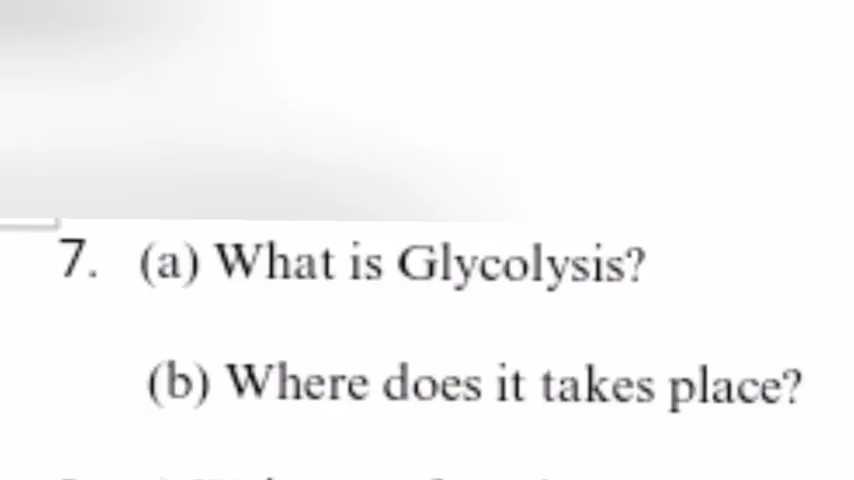 7. (a) What is Glycolysis?
(b) Where does it takes place?